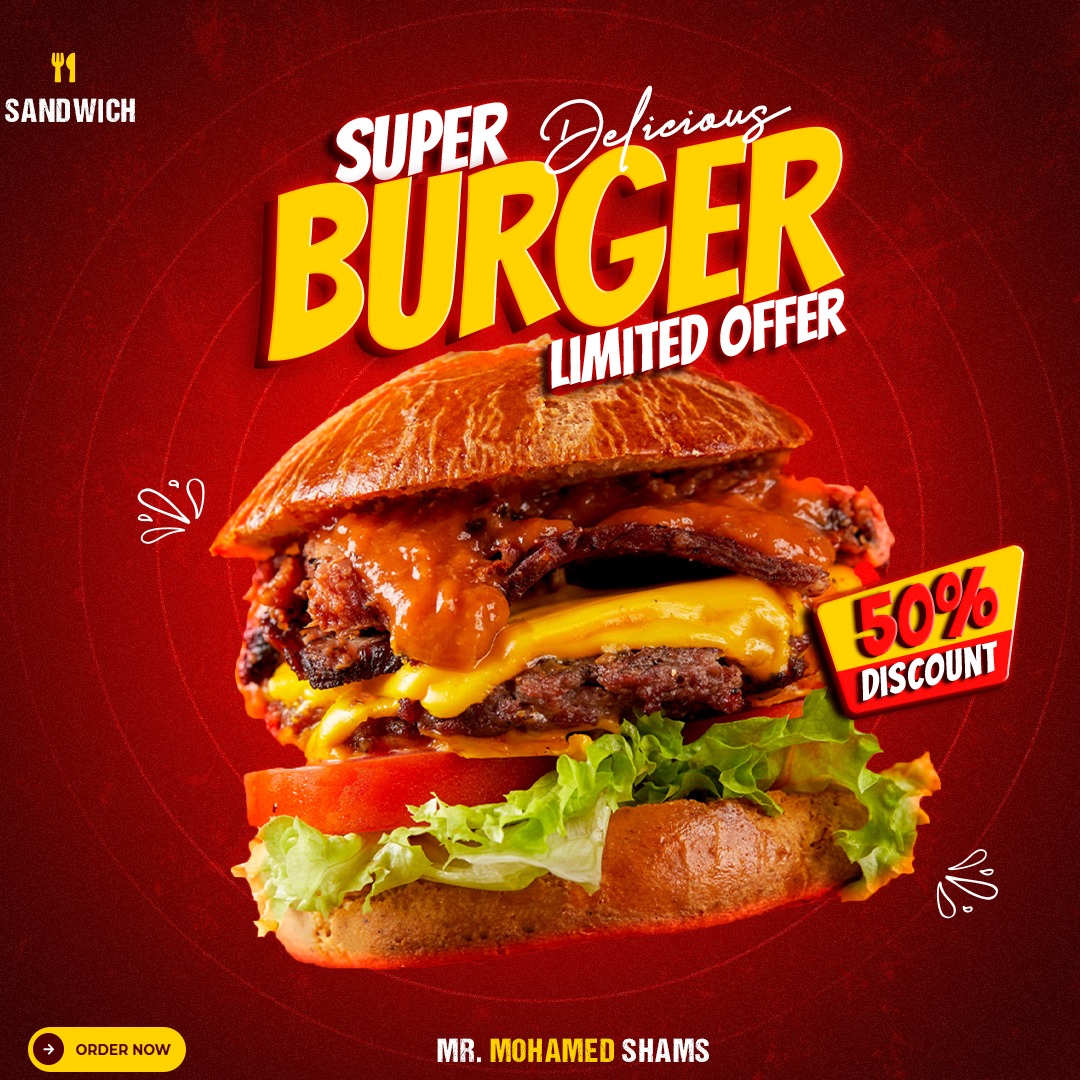 SANDWICH
SUPER Delicious
BURGER
LIMITED OFFER
50%
DISCOUNT
ORDER NOW
MR. MOHAMED SHAMS